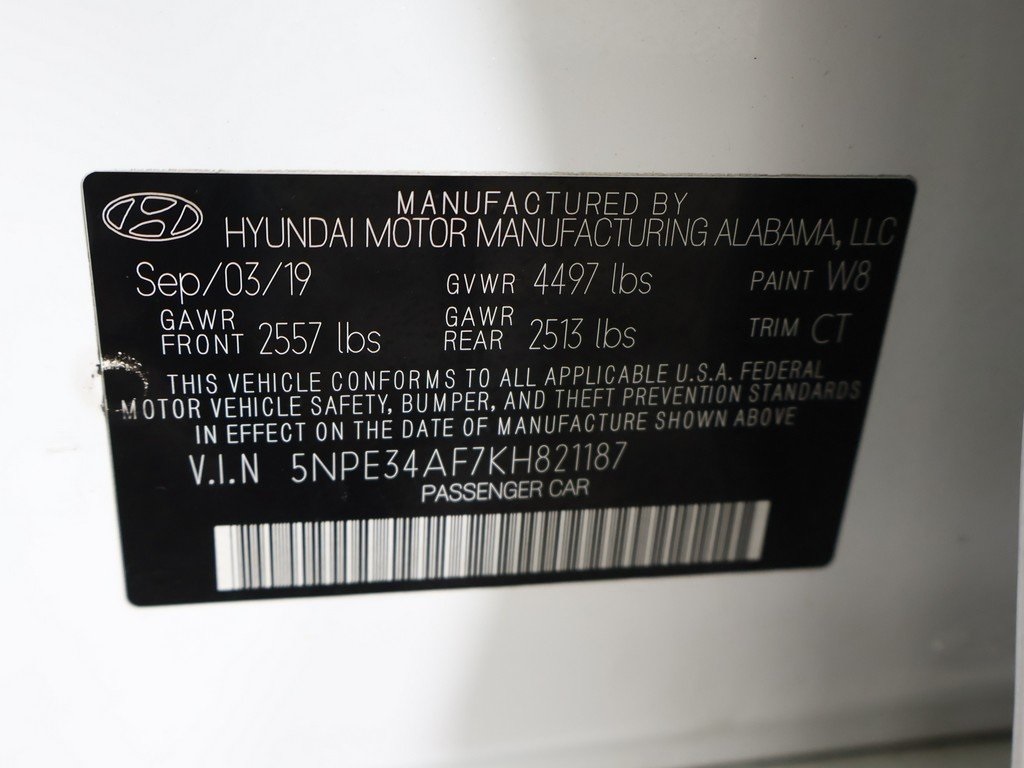 MANUFACTURED BY
HYUNDAI MOTOR MANUFACTURING ALABAMA, LLC
Sep/03/19 GVWR 4497 lbs PAINT W8
GAWR FRONT 2557 lbs GAWR REAR 2513 lbs TRIM CT
THIS VEHICLE CONFORMS TO ALL APPLICABLE U.S.A. FEDERAL
MOTOR VEHICLE SAFETY, BUMPER, AND THEFT PREVENTION STANDARDS
IN EFFECT ON THE DATE OF MANUFACTURE SHOWN ABOVE
V.I.N 5NPE34AF7KH821187
PASSENGER CAR